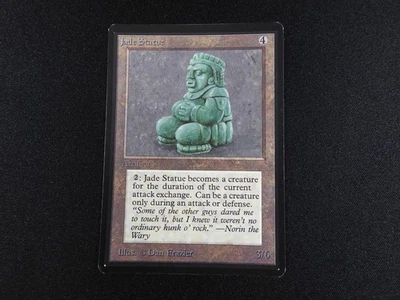 Jade Statue 4
Artifact
2: Jade Statue becomes a creature
for the duration of the current
attack exchange. Can be a creature
only during an attack or defense.
"Some of the other guys dared me
to touch it, but I knew it weren't no
ordinary hunk o' rock." —Norin the
Wary
Illus. © Dan Frazier 3/6